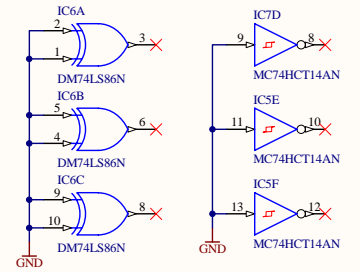 IC6A
2
3
1
DM74LS86N
IC6B
5
6
4
DM74LS86N
IC6C
9
8
10
DM74LS86N
GND
IC7D
9
8
MC74HCT14AN
IC5E
11
10
MC74HCT14AN
IC5F
13
12
MC74HCT14AN
GND